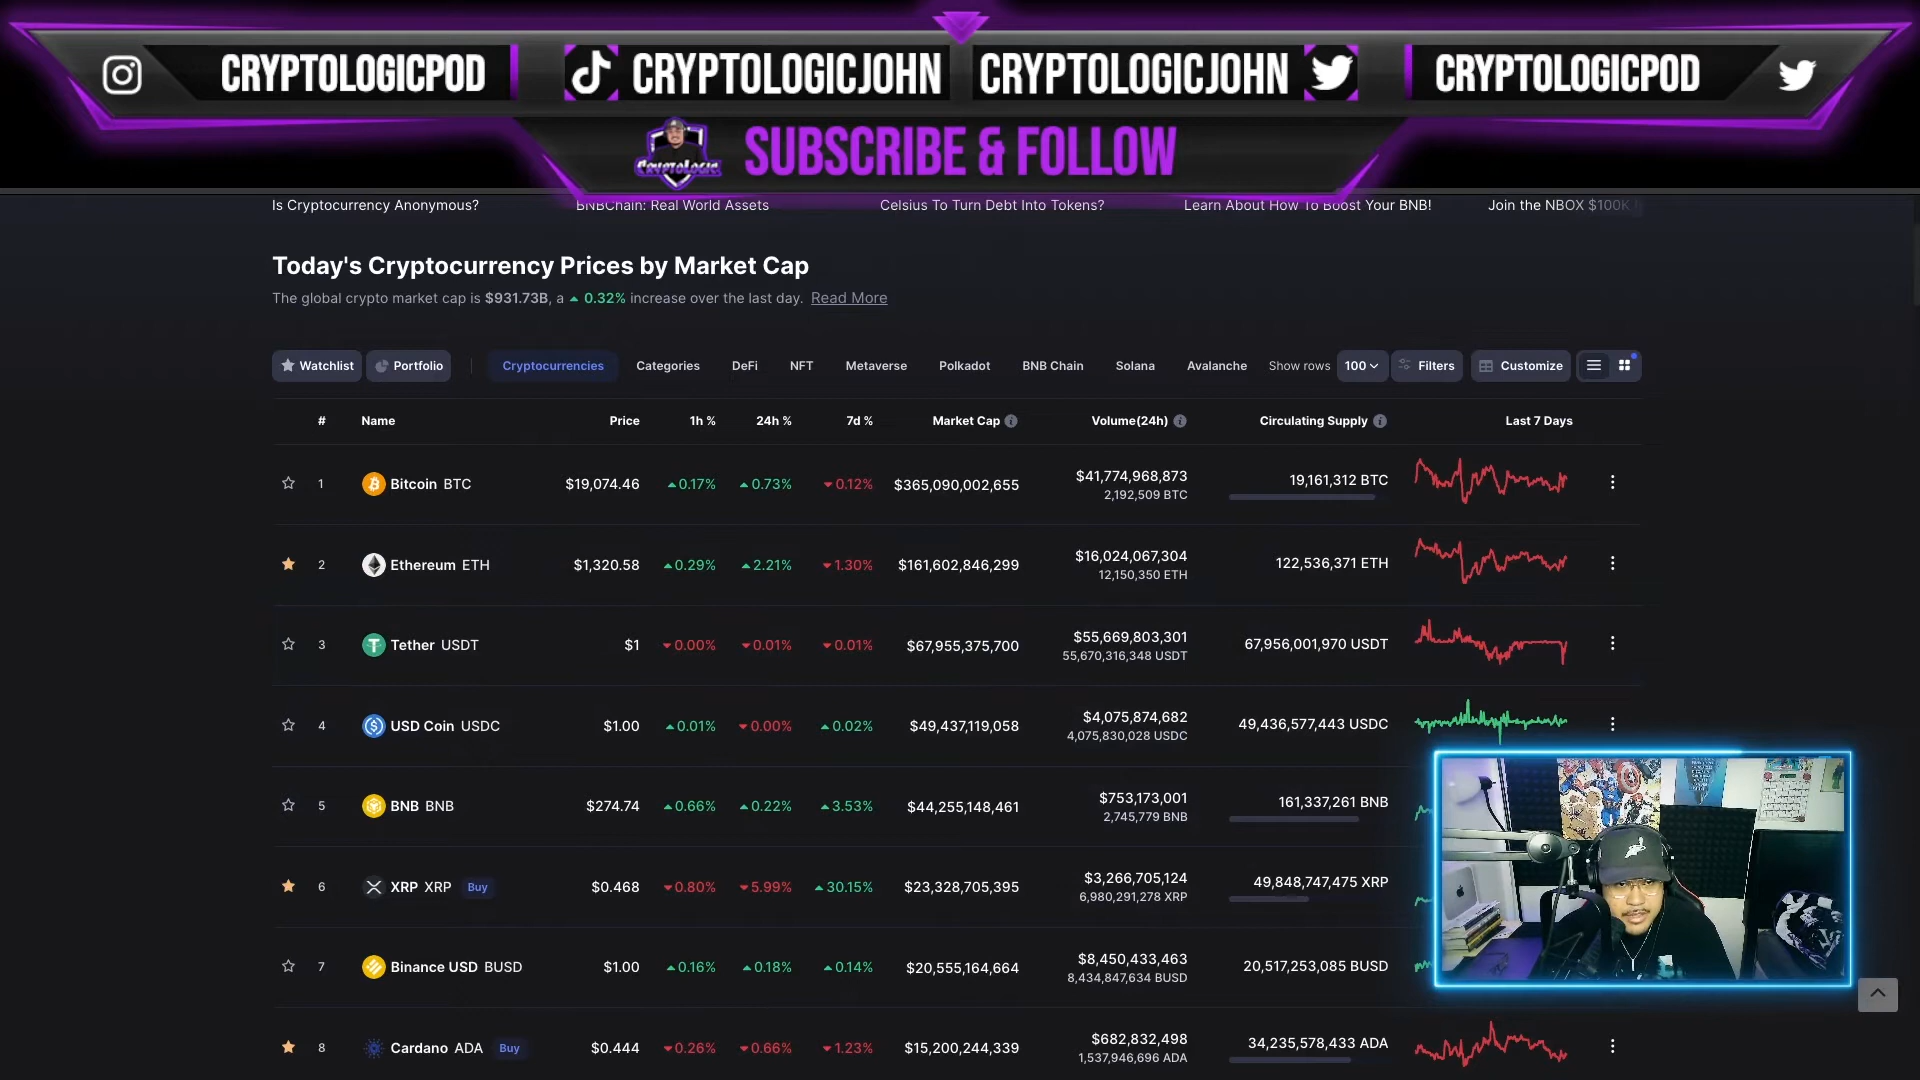 CRYPTOLOGICPOD
CRYPTOLOGICJOHN
CRYPTOLOGICJOHN
CRYPTOLOGICPOD
CRYPTOLOGIC
SUBSCRIBE & FOLLOW
Is Cryptocurrency Anonymous?
BNBChain: Real World Assets
Celsius To Turn Debt Into Tokens?
Learn About How To Boost Your BNB!
Join the NBOX $100K
Today's Cryptocurrency Prices by Market Cap
The global crypto market cap is $931.73B, a 0.32% increase over the last day. Read More
Watchlist Portfolio Cryptocurrencies Categories DeFi NFT Metaverse Polkadot BNB Chain Solana Avalanche Show rows 100 Filters Customize
# Name Price 1h % 24h % 7d % Market Cap Volume(24h) Circulating Supply Last 7 Days
1 Bitcoin BTC $19,074.46 0.17% 0.73% 0.12% $365,090,002,655 $41,774,968,873 19,161,312 BTC
2,192,509 BTC
2 Ethereum ETH $1,320.58 0.29% 2.21% 1.30% $161,602,846,299 $16,024,067,304 122,536,371 ETH
12,150,350 ETH
3 Tether USDT $1 0.00% 0.01% 0.01% $67,955,375,700 $55,669,803,301 67,956,001,970 USDT
55,670,316,348 USDT
4 USD Coin USDC $1.00 0.01% 0.00% 0.02% $49,437,119,058 $4,075,874,682 49,436,577,443 USDC
4,075,830,028 USDC
5 BNB BNB $274.74 0.66% 0.22% 3.53% $44,255,148,461 $753,173,001 161,337,261 BNB
2,745,779 BNB
6 XRP XRP Buy $0.468 0.80% 5.99% 30.15% $23,328,705,395 $3,266,705,124 49,848,747,475 XRP
6,980,291,278 XRP
7 Binance USD BUSD $1.00 0.16% 0.18% 0.14% $20,555,164,664 $8,450,433,463 20,517,253,085 BUSD
8,434,847,634 BUSD
8 Cardano ADA Buy $0.444 0.26% 0.66% 1.23% $15,200,244,339 $682,832,498 34,235,578,433 ADA
1,537,946,696 ADA